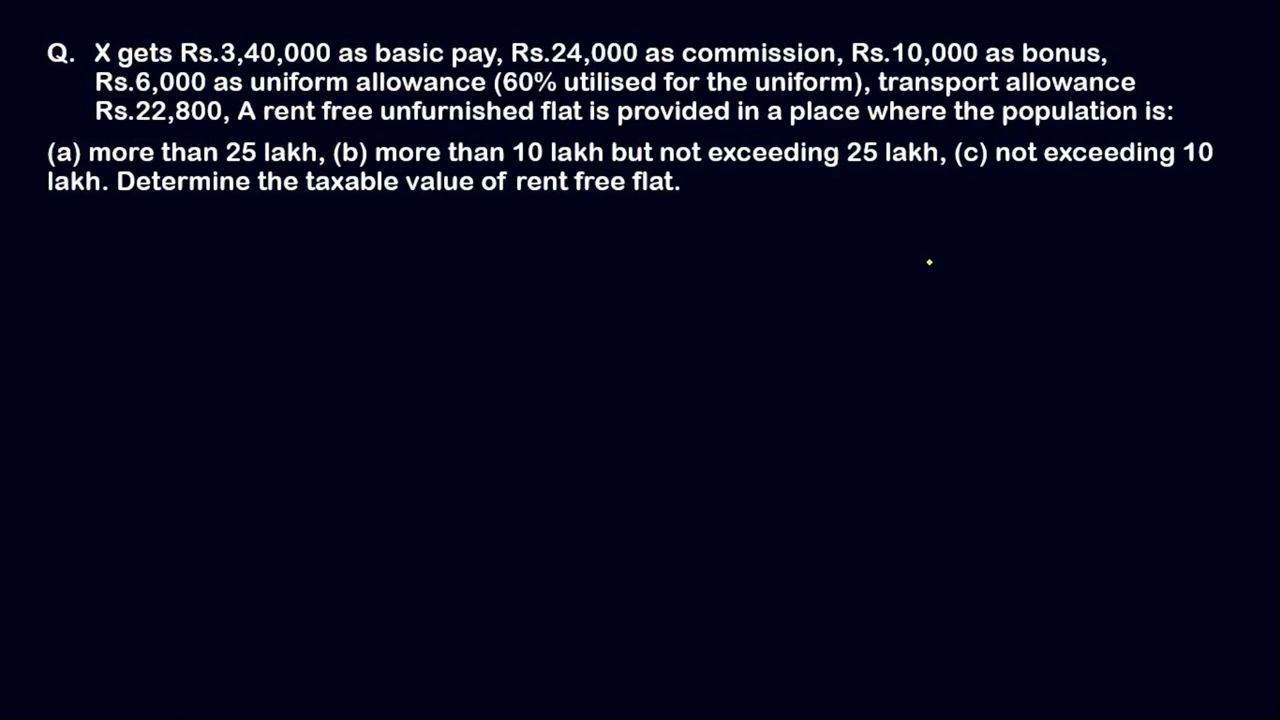 Q. X gets Rs.3,40,000 as basic pay, Rs.24,000 as commission, Rs.10,000 as bonus,
Rs.6,000 as uniform allowance (60% utilised for the uniform), transport allowance
Rs.22,800, A rent free unfurnished flat is provided in a place where the population is:
(a) more than 25 lakh, (b) more than 10 lakh but not exceeding 25 lakh, (c) not exceeding 10
lakh. Determine the taxable value of rent free flat.